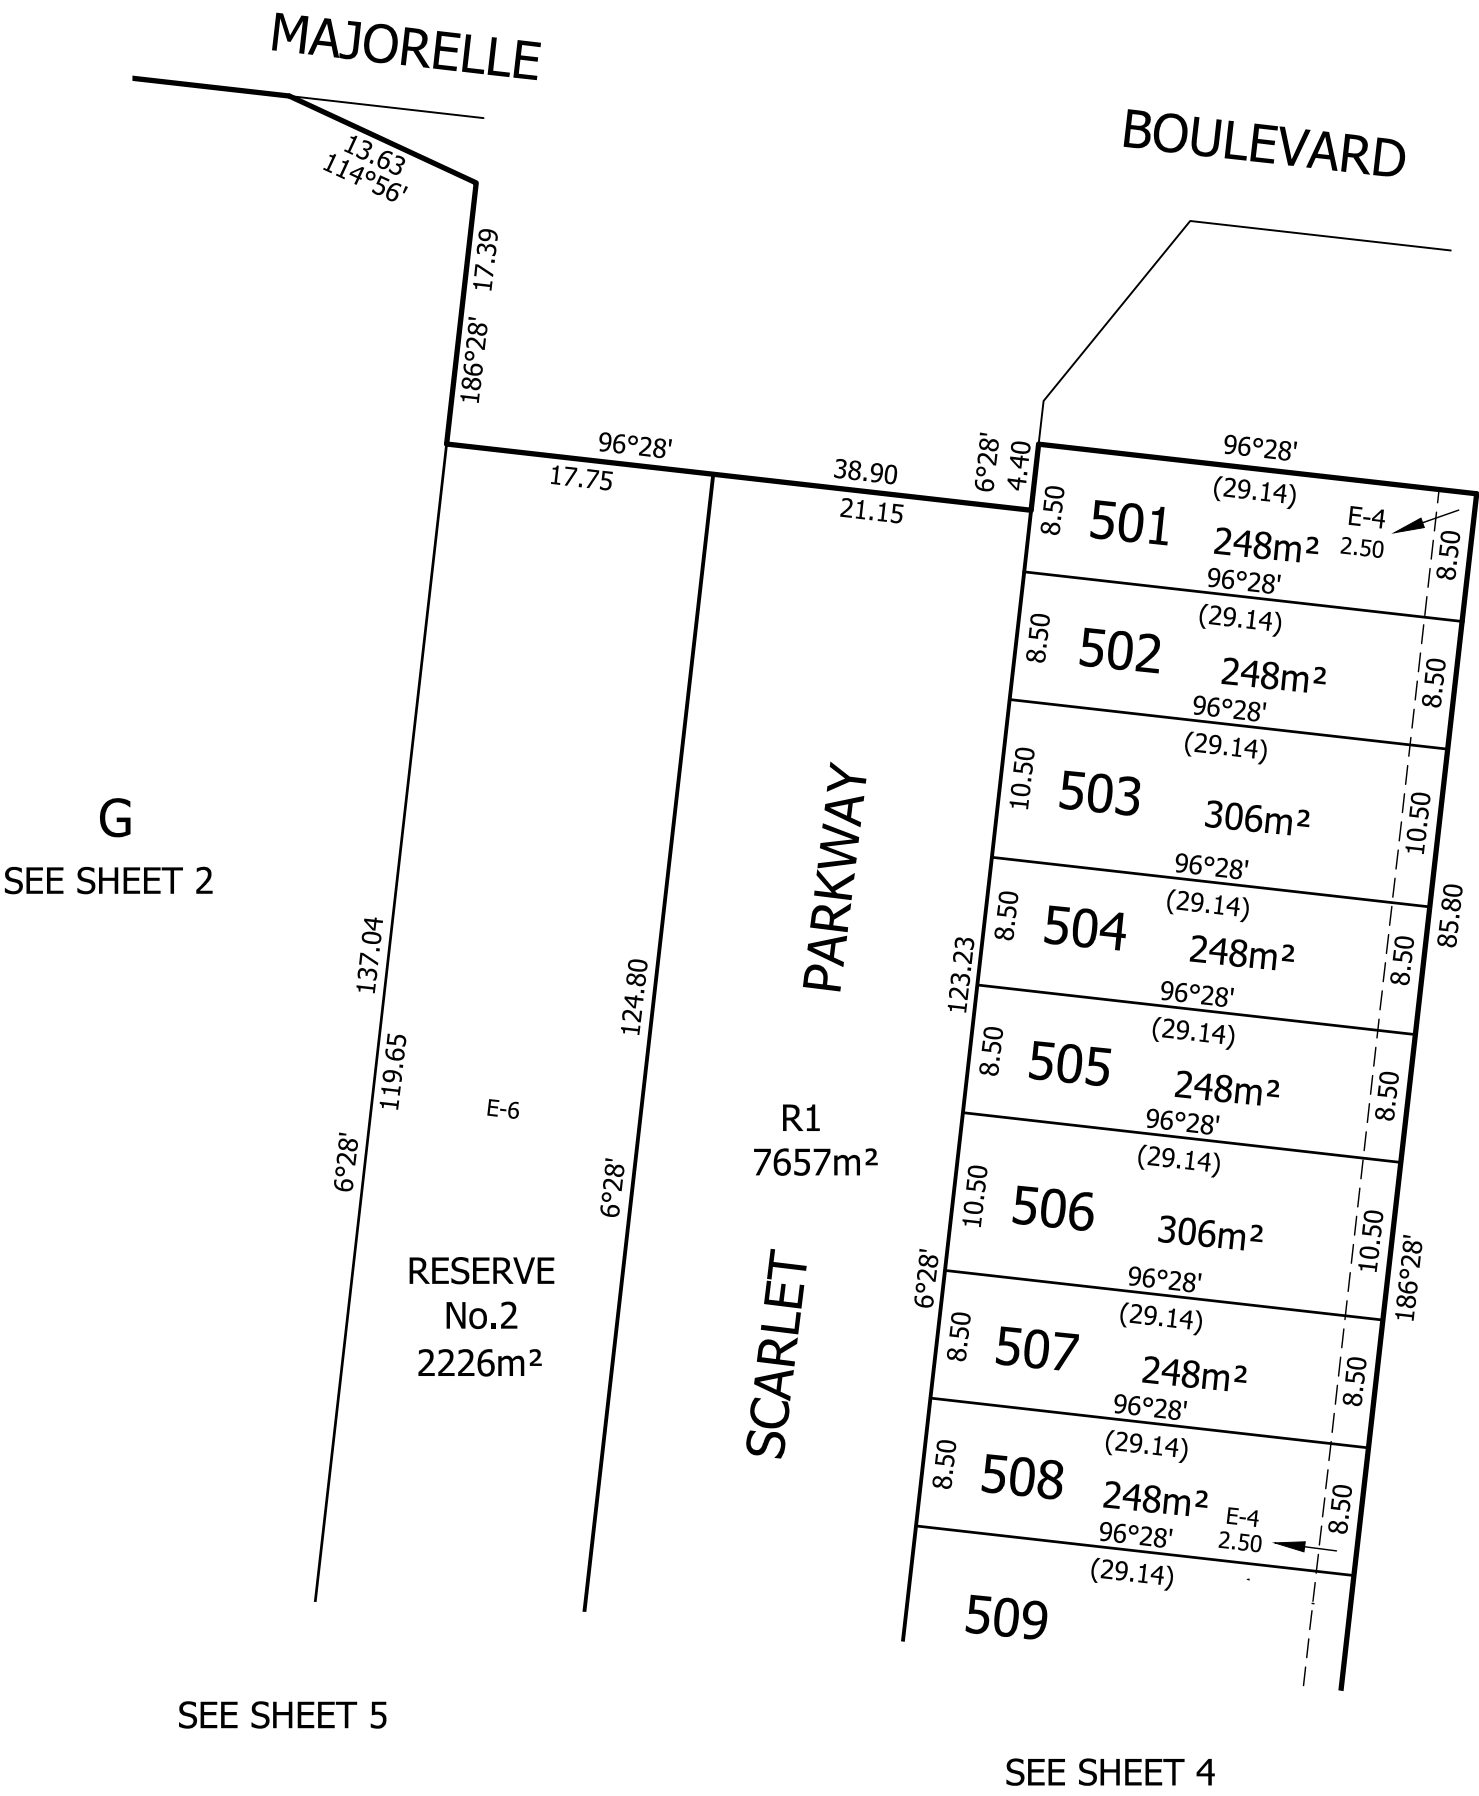 MAJORELLE
BOULEVARD
13.63
114°56'
17.39
186°28'
96°28'
17.75
38.90
21.15
6°28'
4.40
96°28'
(29.14)
8.50
501
248m²
E-4
2.50
8.50
96°28'
(29.14)
8.50
502
248m²
8.50
96°28'
(29.14)
10.50
503
306m²
10.50
96°28'
(29.14)
8.50
504
248m²
8.50
96°28'
(29.14)
8.50
505
248m²
8.50
96°28'
(29.14)
10.50
506
306m²
10.50
96°28'
(29.14)
8.50
507
248m²
8.50
96°28'
(29.14)
8.50
508
248m²
E-4
2.50
8.50
96°28'
(29.14)
509
85.80
186°28'
123.23
6°28'
SCARLET PARKWAY
R1
7657m²
124.80
6°28'
137.04
119.65
6°28'
E-6
RESERVE
No.2
2226m²
G
SEE SHEET 2
SEE SHEET 5
SEE SHEET 4